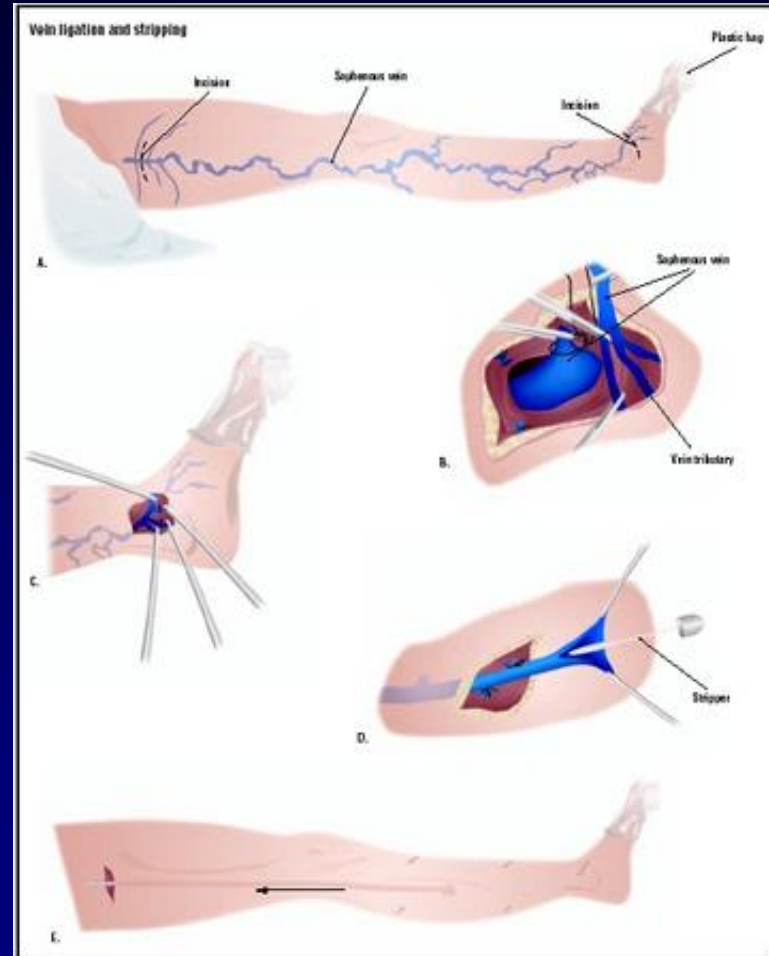 Vein ligation and stripping
Plastic bag
Incision
Saphenous vein
Incision
A.
Saphenous vein
B.
Vein tributary
C.
Stripper
D.
E.